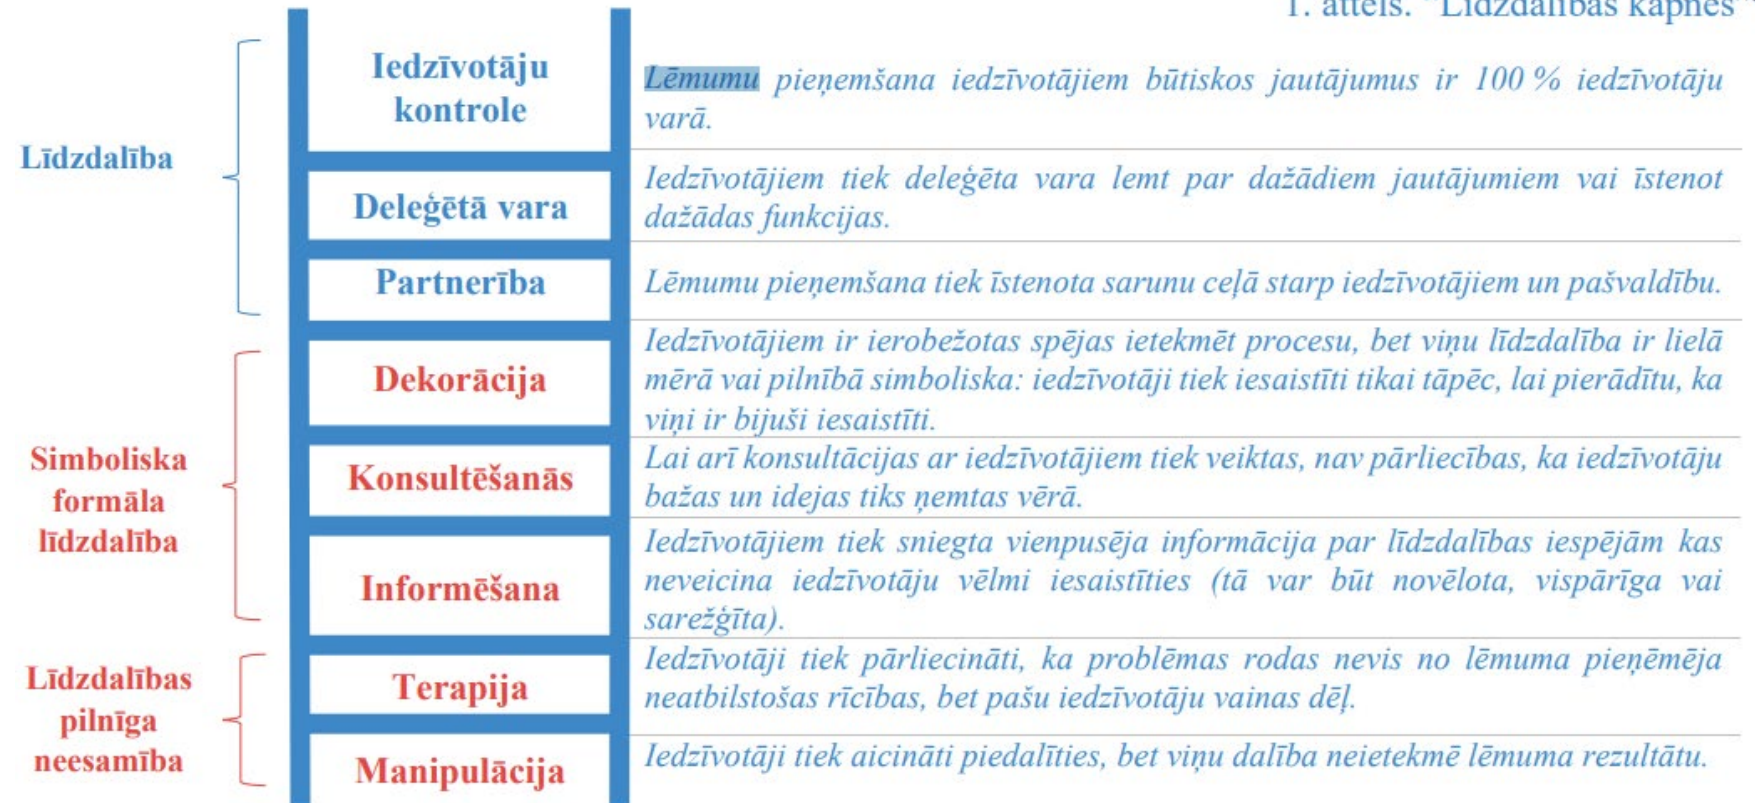 1. attēls. "Līdzdalības kāpnes"
Līdzdalība
Iedzīvotāju
kontrole
Lēmumu pieņemšana iedzīvotājiem būtiskos jautājumus ir 100 % iedzīvotāju
varā.
Deleģētā vara
Iedzīvotājiem tiek deleģēta vara lemt par dažādiem jautājumiem vai īstenot
dažādas funkcijas.
Partnerība
Lēmumu pieņemšana tiek īstenota sarunu ceļā starp iedzīvotājiem un pašvaldību.
Simboliska
formāla
līdzdalība
Dekorācija
Iedzīvotājiem ir ierobežotas spējas ietekmēt procesu, bet viņu līdzdalība ir lielā
mērā vai pilnībā simboliska: iedzīvotāji tiek iesaistīti tikai tāpēc, lai pierādītu, ka
viņi ir bijuši iesaistīti.
Konsultēšanās
Lai arī konsultācijas ar iedzīvotājiem tiek veiktas, nav pārliecības, ka iedzīvotāju
bažas un idejas tiks ņemtas vērā.
Informēšana
Iedzīvotājiem tiek sniegta vienpusēja informācija par līdzdalības iespējām kas
neveicina iedzīvotāju vēlmi iesaistīties (tā var būt novēlota, vispārīga vai
sarežģīta).
Līdzdalības
pilnīga
neesamība
Terapija
Iedzīvotāji tiek pārliecināti, ka problēmas rodas nevis no lēmuma pieņēmēja
neatbilstošas rīcības, bet pašu iedzīvotāju vainas dēļ.
Manipulācija
Iedzīvotāji tiek aicināti piedalīties, bet viņu dalība neietekmē lēmuma rezultātu.